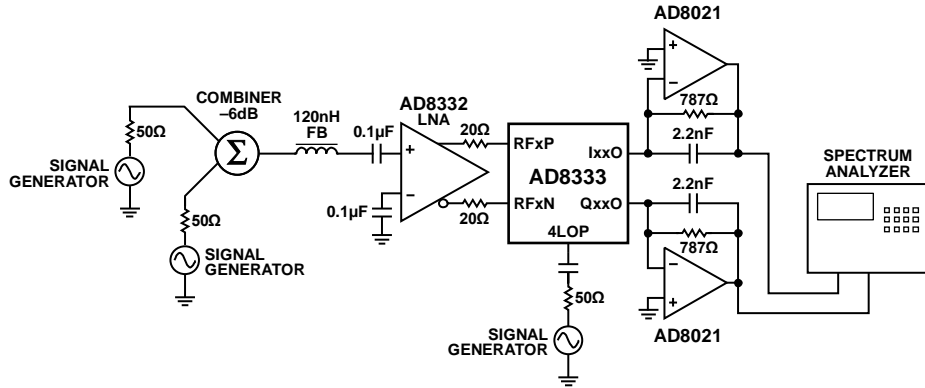 AD8021
COMBINER
–6dB
50Ω
120nH
FB
0.1µF
AD8332
LNA
20Ω
787Ω
2.2nF
SIGNAL
GENERATOR
Σ
+
–
RFxP
IxxO
AD8333
SPECTRUM
ANALYZER
50Ω
0.1µF
20Ω
RFxN
QxxO
2.2nF
4LOP
787Ω
SIGNAL
GENERATOR
50Ω
+
–
–
+
SIGNAL
GENERATOR
AD8021